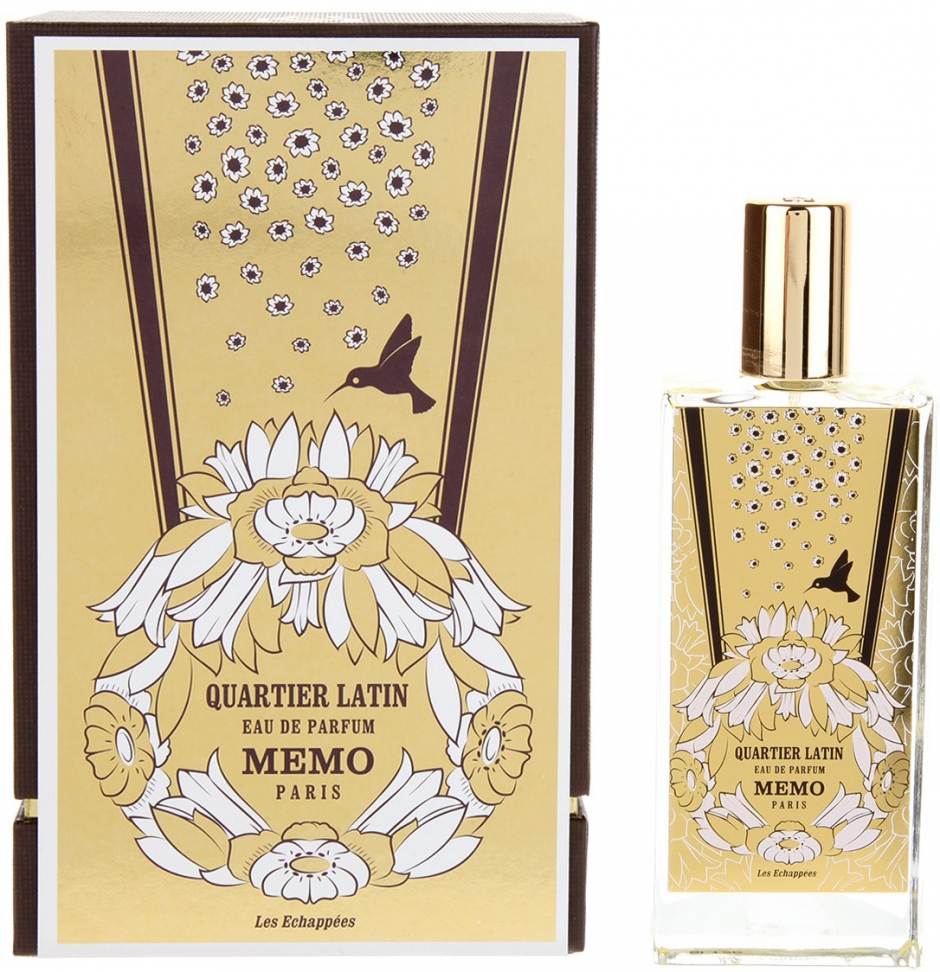 QUARTIER LATIN
EAU DE PARFUM
MEMO
PARIS
Les Echappées
QUARTIER LATIN
EAU DE PARFUM
MEMO
PARIS
Les Echappées